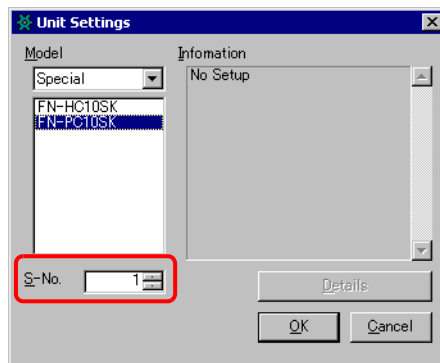 Unit Settings
Model
Infomation
Special
No Setup
FN-HC10SK
FN-PC10SK
S-No.
1
Details
OK
Cancel